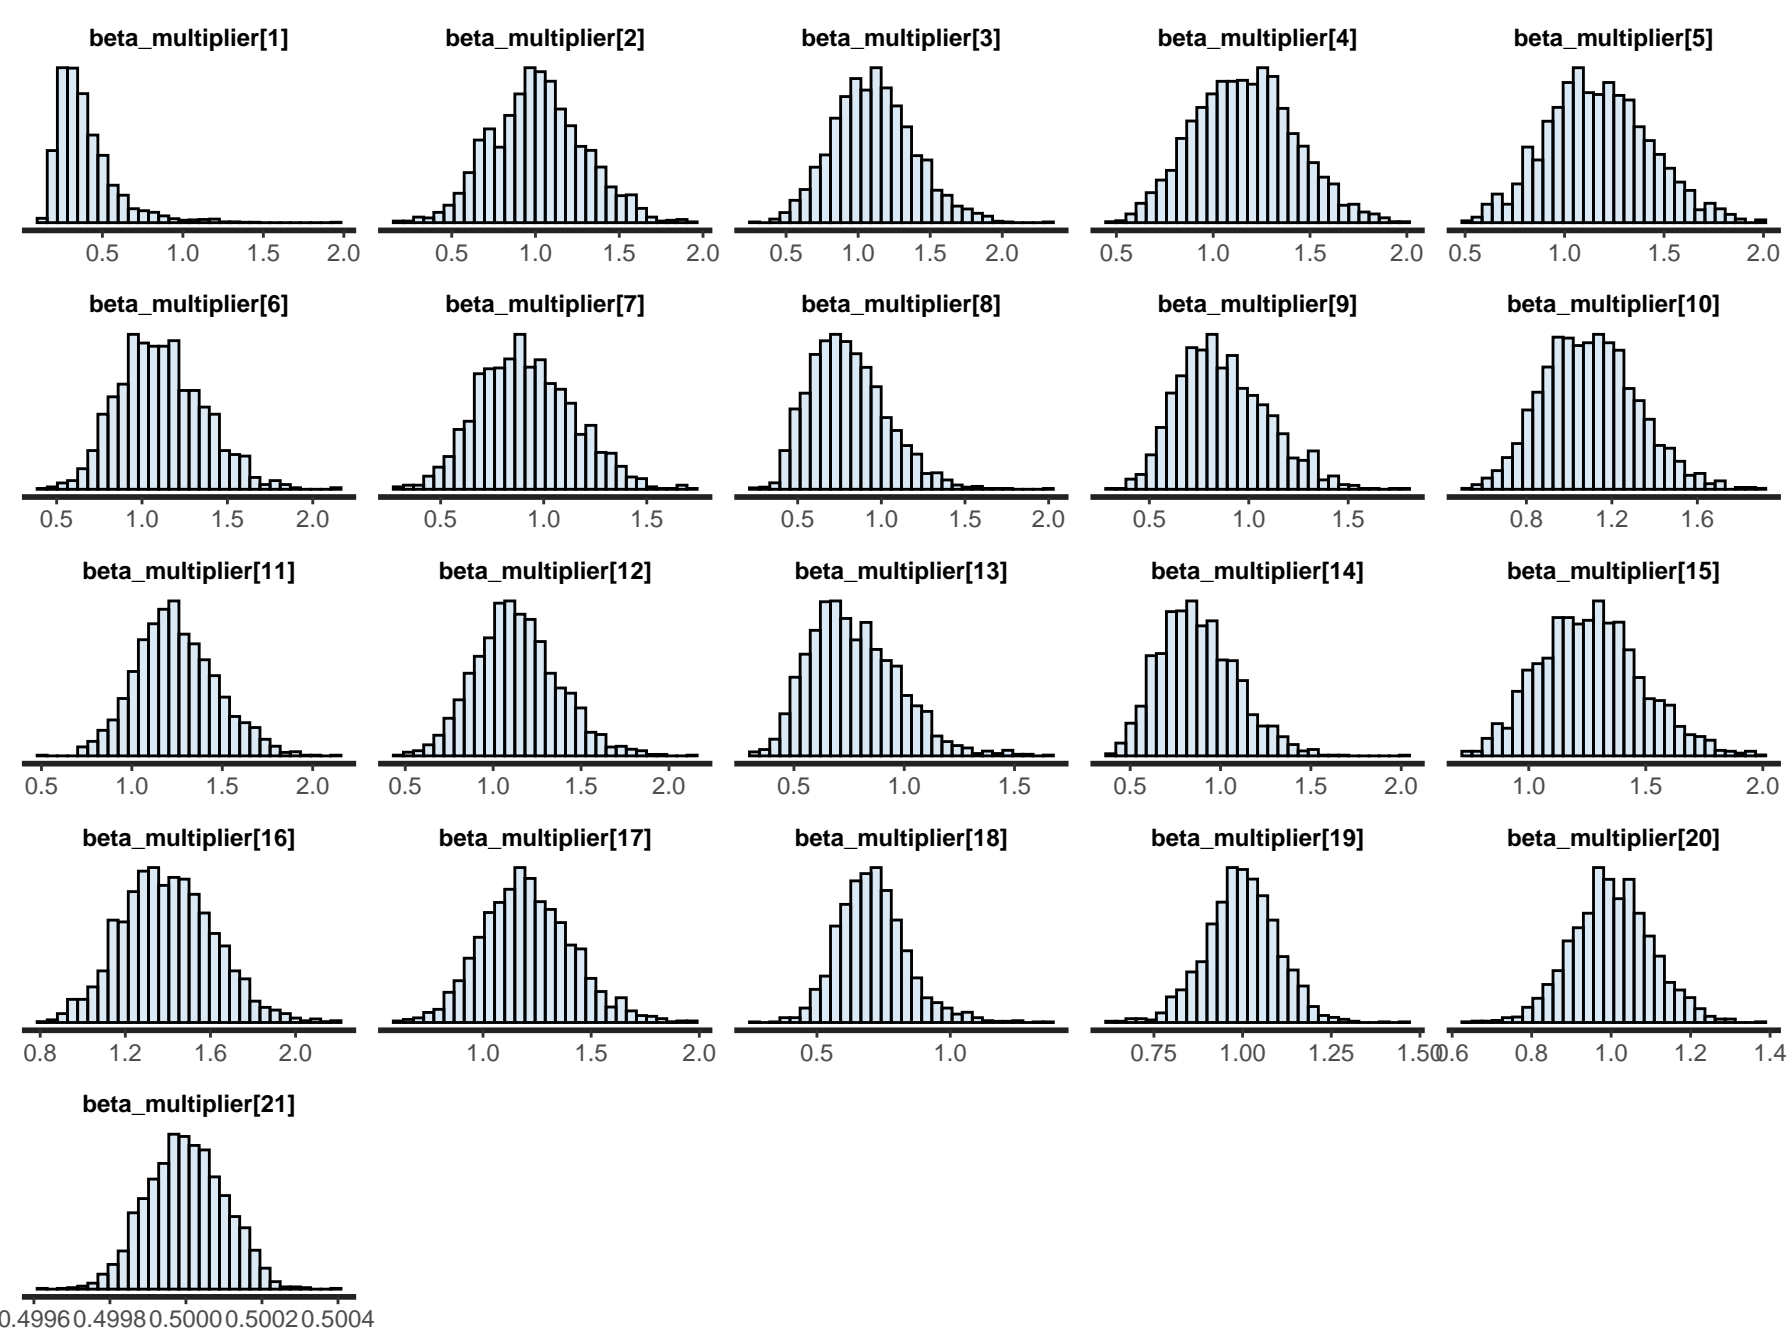 beta_multiplier[1] beta_multiplier[2] beta_multiplier[3] beta_multiplier[4] beta_multiplier[5]
0.5 1.0 1.5 2.0 0.5 1.0 1.5 2.0 0.5 1.0 1.5 2.0 0.5 1.0 1.5 2.0 0.5 1.0 1.5 2.0
beta_multiplier[6] beta_multiplier[7] beta_multiplier[8] beta_multiplier[9] beta_multiplier[10]
0.5 1.0 1.5 2.0 0.5 1.0 1.5 0.5 1.0 1.5 2.0 0.5 1.0 1.5 0.8 1.2 1.6
beta_multiplier[11] beta_multiplier[12] beta_multiplier[13] beta_multiplier[14] beta_multiplier[15]
0.5 1.0 1.5 2.0 0.5 1.0 1.5 2.0 0.5 1.0 1.5 0.5 1.0 1.5 2.0 1.0 1.5 2.0
beta_multiplier[16] beta_multiplier[17] beta_multiplier[18] beta_multiplier[19] beta_multiplier[20]
0.8 1.2 1.6 2.0 1.0 1.5 2.0 0.5 1.0 0.75 1.00 1.25 1.50 0.6 0.8 1.0 1.2 1.4
beta_multiplier[21]
0.4996 0.4998 0.5000 0.5002 0.5004